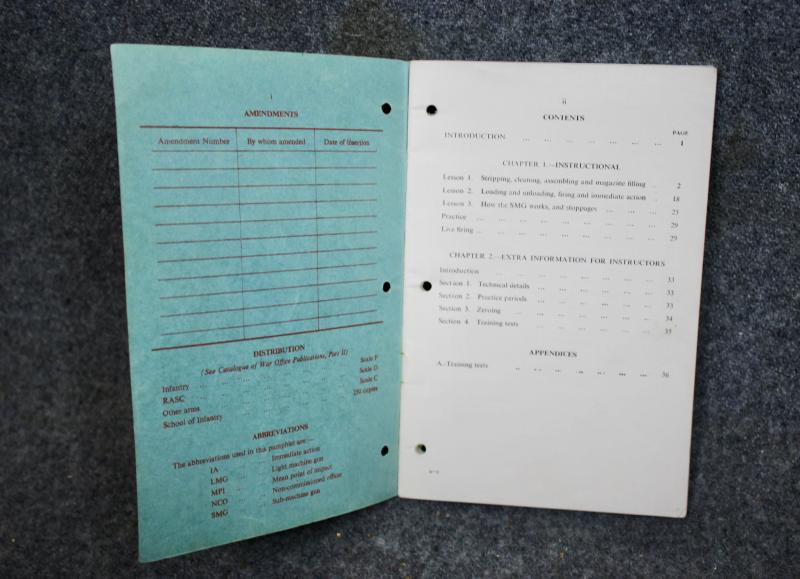 i
AMENDMENTS
Amendment Number By whom amended Date of insertion
DISTRIBUTION
(See Catalogue of War Office Publications, Part II)
Infantry ... Scale F
RASC ... Scale G
Other arms ... Scale C
School of Infantry ... 250 copies
ABBREVIATIONS
The abbreviations used in this pamphlet are:—
IA ... Immediate action
LMG ... Light machine gun
MPI ... Mean point of impact
NCO ... Non-commissioned officer
SMG ... Sub-machine gun
ii
CONTENTS
PAGE
INTRODUCTION ... ... ... ... ... ... ... 1
CHAPTER 1.—INSTRUCTIONAL
Lesson 1. Stripping, cleaning, assembling and magazine filling .. 2
Lesson 2. Loading and unloading, firing and immediate action ... 18
Lesson 3. How the SMG works, and stoppages ... ... ... 25
Practice ... ... ... ... ... ... ... ... ... 29
Live firing ... ... ... ... ... ... ... ... ... 29
CHAPTER 2.—EXTRA INFORMATION FOR INSTRUCTORS
Introduction ... ... ... ... ... ... ... 33
Section 1. Technical details ... ... ... ... ... ... 33
Section 2. Practice periods ... ... ... ... ... ... 33
Section 3. Zeroing ... ... ... ... ... ... ... 34
Section 4. Training tests ... ... ... ... ... ... 35
APPENDICES
A.-Training tests ... ... ... ... ... ... ... 36